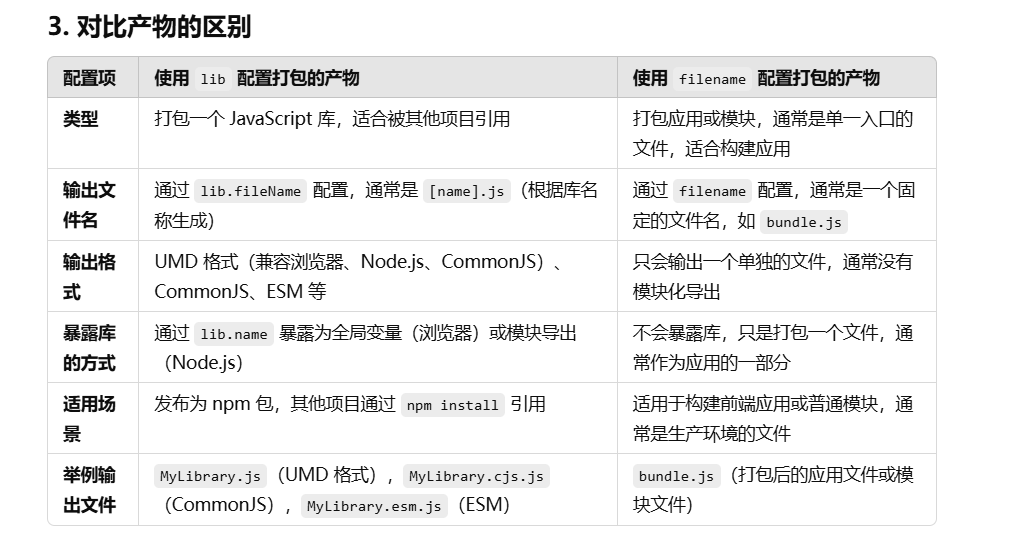 3. 对比产物的区别
配置项 使用 lib 配置打包的产物 使用 filename 配置打包的产物
类型 打包一个 JavaScript 库，适合被其他项目引用 打包应用或模块，通常是单一入口的
文件，适合构建应用
输出文 通过 lib.fileName 配置，通常是 [name].js（根据库名 通过 filename 配置，通常是一个固
件名 称生成） 定的文件名，如 bundle.js
输出格 UMD 格式（兼容浏览器、Node.js、CommonJS）、 只会输出一个单独的文件，通常没有
式 CommonJS、ESM 等 模块化导出
暴露库 通过 lib.name 暴露为全局变量（浏览器）或模块导出 不会暴露库，只是打包一个文件，通
的方式 （Node.js） 常作为应用的一部分
适用场 发布为 npm 包，其他项目通过 npm install 引用 适用于构建前端应用或普通模块，通
景 常是生产环境的文件
举例输 MyLibrary.js（UMD 格式）, MyLibrary.cjs.js bundle.js（打包后的应用文件或模
出文件 （CommonJS）, MyLibrary.esm.js（ESM） 块文件）